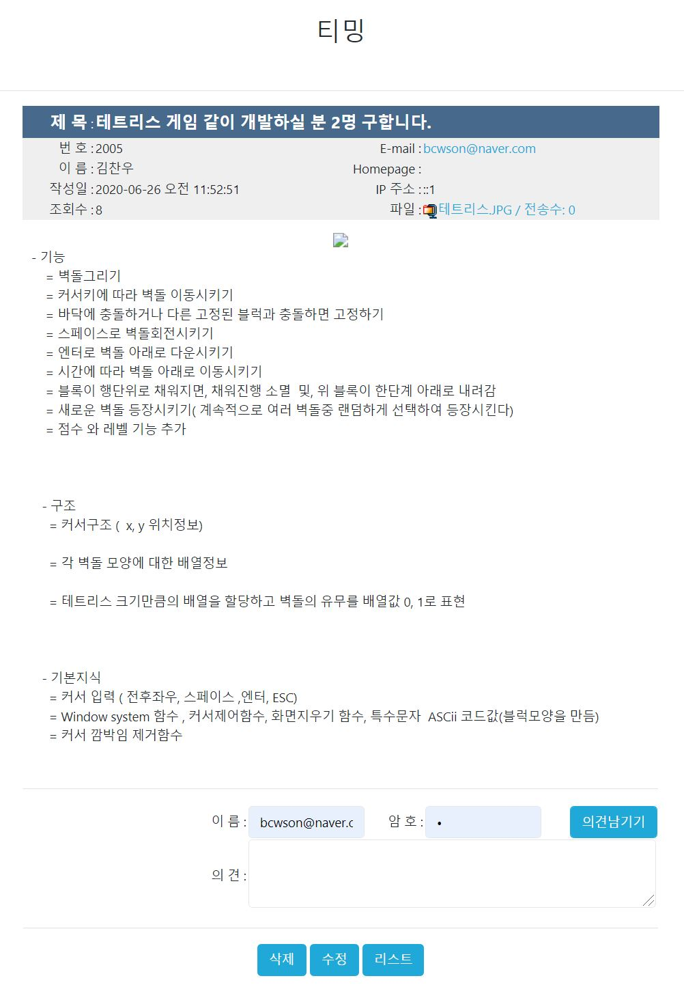 티밍
제 목 : 테트리스 게임 같이 개발하실 분 2명 구합니다.
번 호 : 2005 E-mail : bcwson@naver.com
이 름 : 김찬우 Homepage :
작성일 : 2020-06-26 오전 11:52:51 IP 주소 : ::1
조회수 : 8 파일 : 테트리스.JPG / 전송수: 0
- 기능
= 벽돌그리기
= 커서키에 따라 벽돌 이동시키기
= 바닥에 충돌하거나 다른 고정된 블럭과 충돌하면 고정하기
= 스페이스로 벽돌회전시키기
= 엔터로 벽돌 아래로 다운시키기
= 시간에 따라 벽돌 아래로 이동시키기
= 블록이 행단위로 채워지면, 채워진행 소멸  및, 위 블록이 한단계 아래로 내려감
= 새로운 벽돌 등장시키기( 계속적으로 여러 벽돌중 랜덤하게 선택하여 등장시킨다)
= 점수 와 레벨 기능 추가
- 구조
= 커서구조 (  x, y 위치정보)
= 각 벽돌 모양에 대한 배열정보
= 테트리스 크기만큼의 배열을 할당하고 벽돌의 유무를 배열값 0, 1로 표현
- 기본지식
= 커서 입력 ( 전후좌우, 스페이스 ,엔터, ESC)
= Window system 함수 , 커서제어함수, 화면지우기 함수, 특수문자  ASCii 코드값(블럭모양을 만듬)
= 커서 깜박임 제거함수
이 름 : bcwson@naver.c 암 호 : • 의견남기기
의 견 :
삭제 수정 리스트